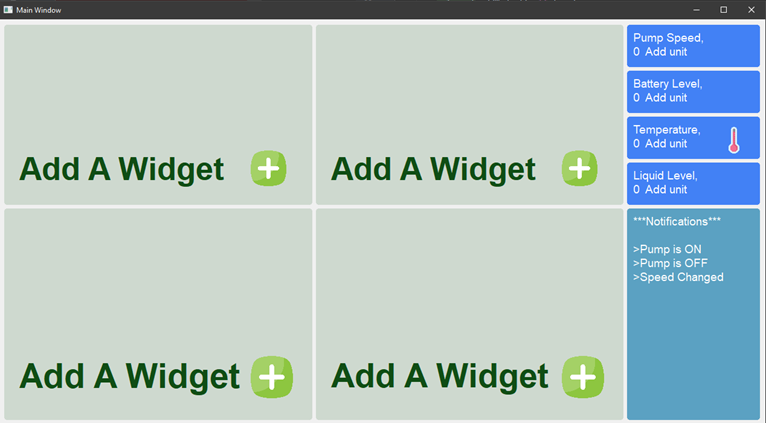 Main Window
Add A Widget
Add A Widget
Add A Widget
Add A Widget
Pump Speed,
0 Add unit
Battery Level,
0 Add unit
Temperature,
0 Add unit
Liquid Level,
0 Add unit
***Notifications***
>Pump is ON
>Pump is OFF
>Speed Changed